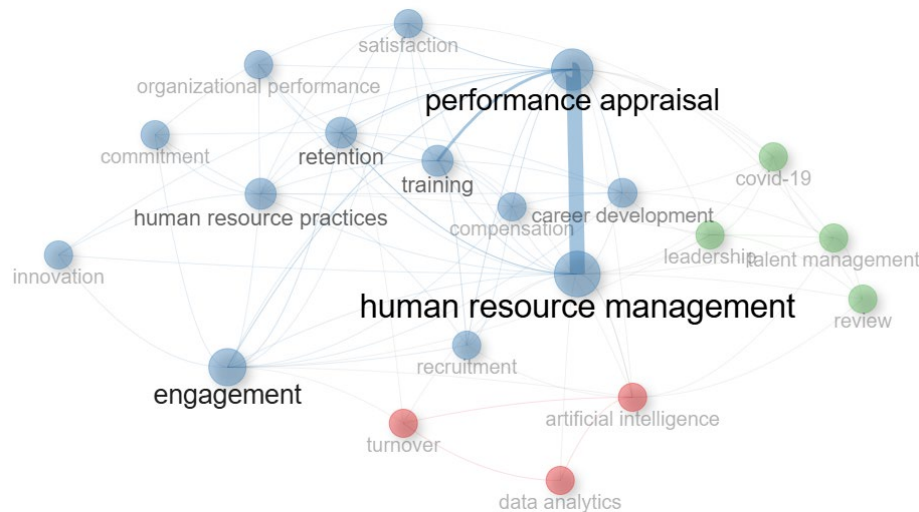 satisfaction
organizational performance
performance appraisal
commitment
retention
training
covid-19
human resource practices
compensation
career development
leadership
talent management
innovation
human resource management
review
recruitment
engagement
artificial intelligence
turnover
data analytics